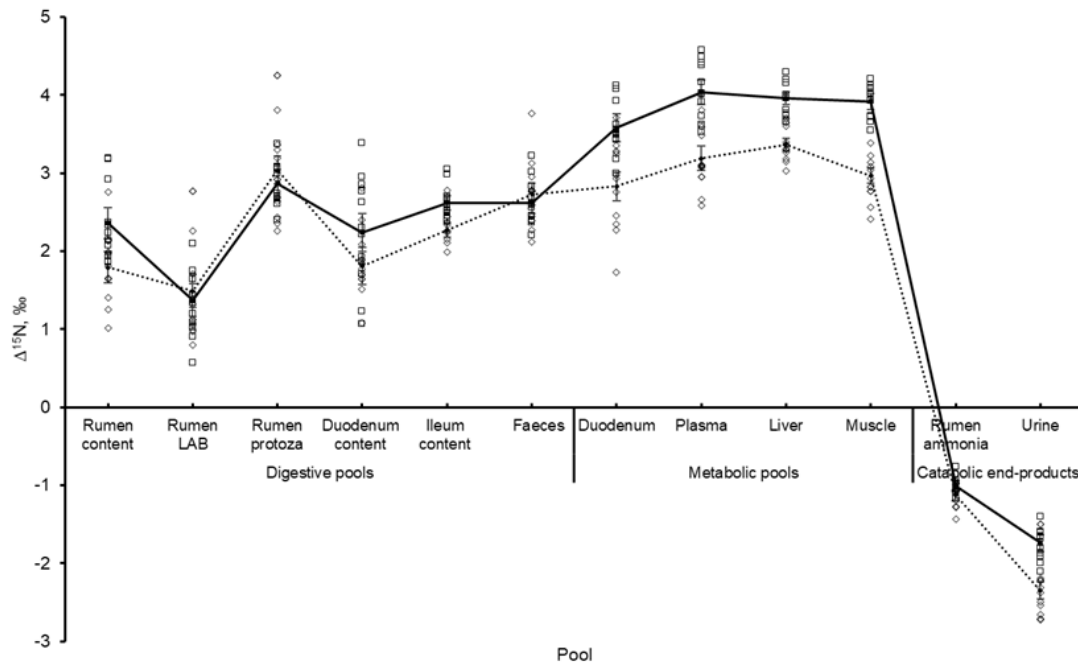 5
4
3
2
1
0
-1
-2
-3
Δ¹⁵N, ‰
Rumen content
Rumen LAB
Rumen protoza
Duodenum content
Ileum content
Faeces
Duodenum
Plasma
Liver
Muscle
Rumen ammonia
Urine
Digestive pools
Metabolic pools
Catabolic end-products
Pool